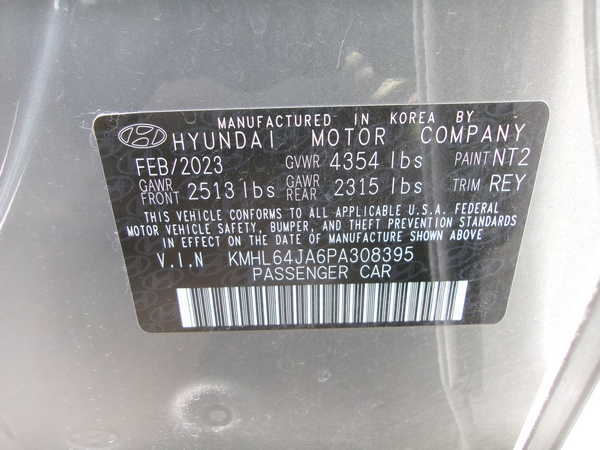 MANUFACTURED IN KOREA BY
HYUNDAI MOTOR COMPANY
FEB/2023 GVWR 4354 lbs PAINT NT2
GAWR FRONT 2513 lbs GAWR REAR 2315 lbs TRIM REY
THIS VEHICLE CONFORMS TO ALL APPLICABLE U.S.A. FEDERAL
MOTOR VEHICLE SAFETY, BUMPER, AND THEFT PREVENTION STANDARDS
IN EFFECT ON THE DATE OF MANUFACTURE SHOWN ABOVE
V.I.N KMHL64JA6PA308395
PASSENGER CAR